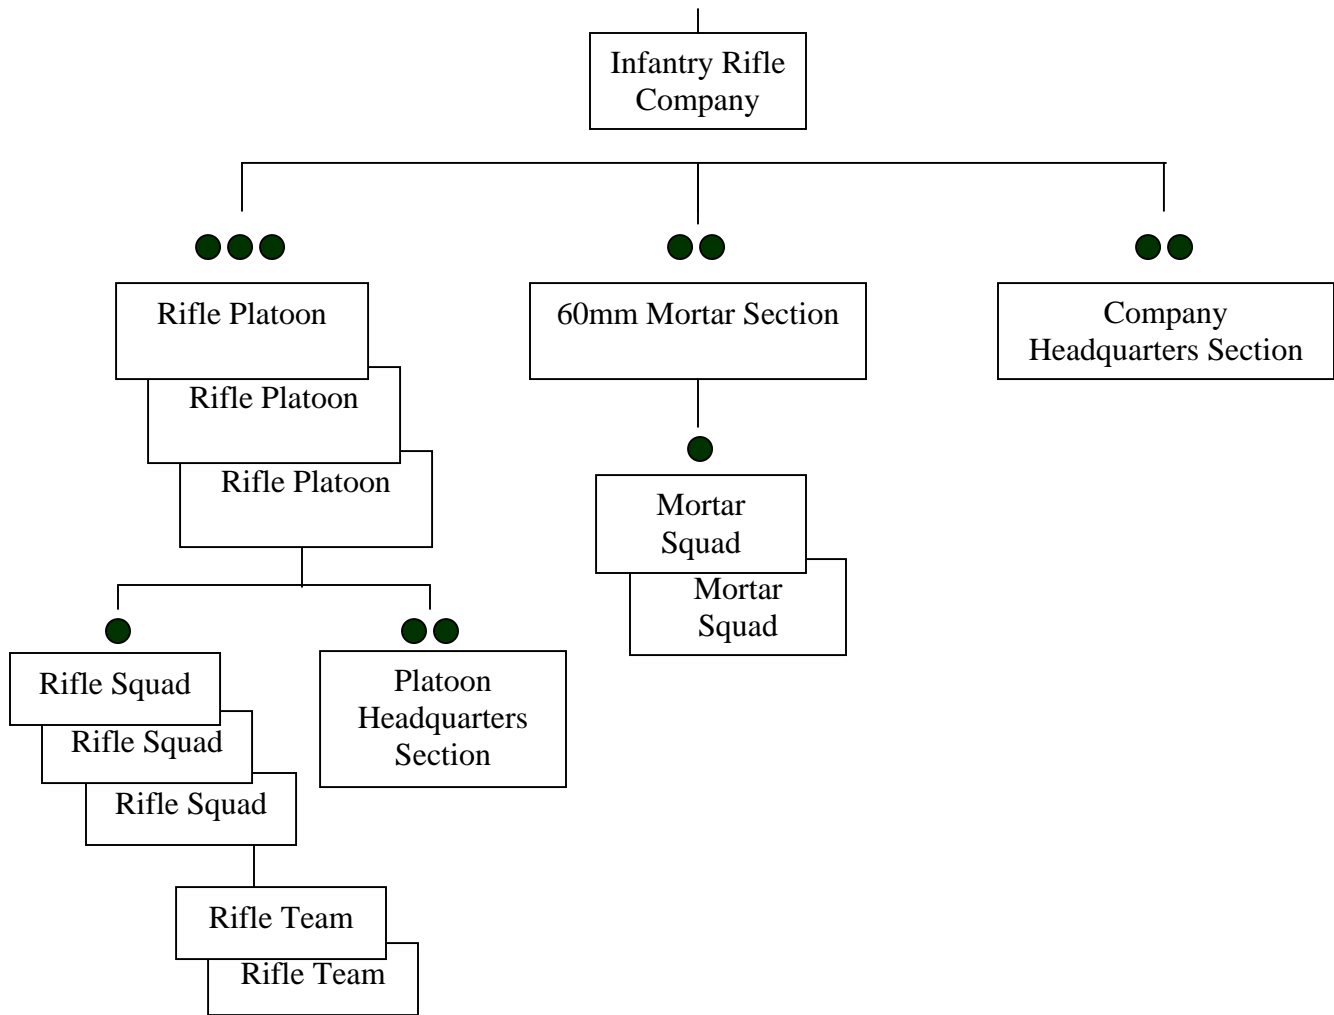 Infantry Rifle
Company
Rifle Platoon
Rifle Platoon
Rifle Platoon
60mm Mortar Section
Company
Headquarters Section
Mortar
Squad
Mortar
Squad
Rifle Squad
Rifle Squad
Rifle Squad
Platoon
Headquarters
Section
Rifle Team
Rifle Team